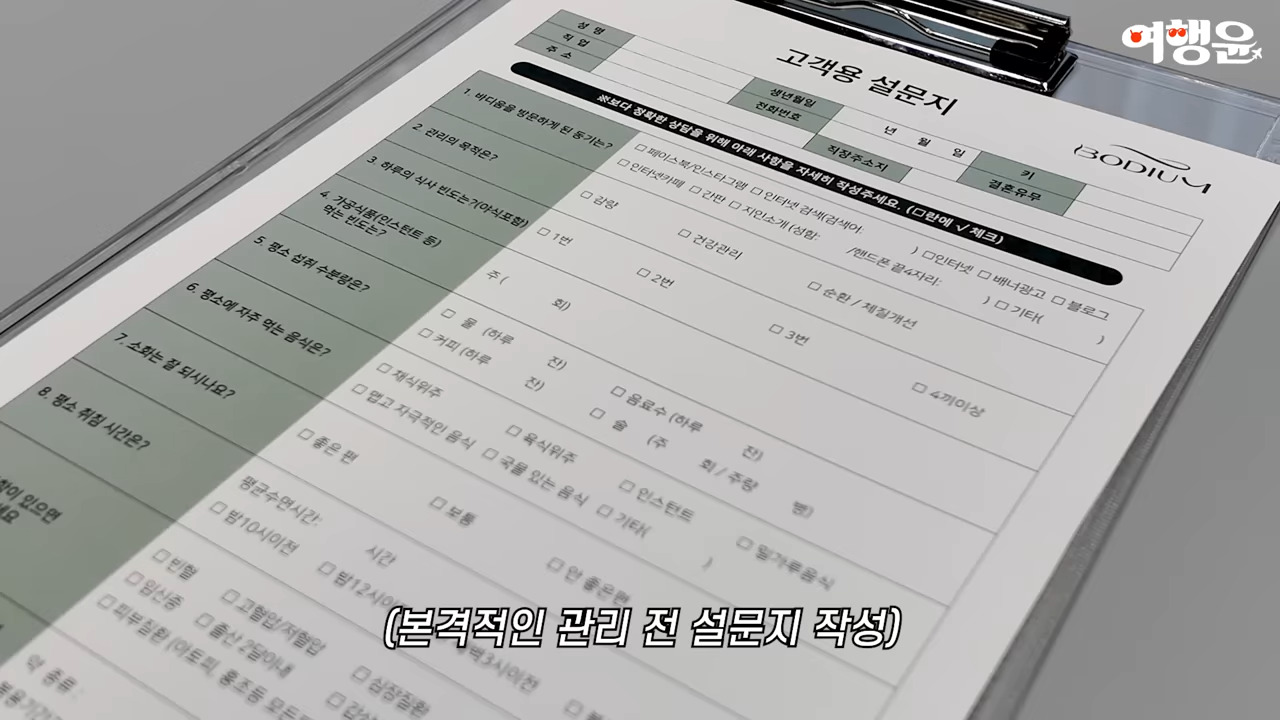 여행윤
고객용 설문지
BODIUM
성 명
생년월일
년 월 일
키
직 업
전화번호
결혼유무
주 소
직장주소지
※보다 정확한 상담을 위해 아래 사항을 자세히 작성주세요. (□란에 √ 체크)
1. 바디움을 방문하게 된 동기는?
□ 페이스북/인스타그램 □ 인터넷 검색(검색어: ) □인터넷 □ 배너광고 □ 블로그
□ 인터넷카페 □ 간판 □ 지인소개 (성함: /핸드폰 끝4자리: ) □ 기타( )
2. 관리의 목적은?
□ 감량 □ 건강관리 □ 순환 / 체질개선
3. 하루의 식사 빈도는?(야식포함)
□ 1번 □ 2번 □ 3번 □ 4끼이상
4. 가공식품(인스턴트 등)
먹는 빈도는?
주 ( 회)
5. 평소 섭취 수분량은?
□ 물 (하루 잔) □ 음료수 (하루 잔)
□ 커피 (하루 잔) □ 술 (주 회 / 주량 병)
6. 평소에 자주 먹는 음식은?
□ 채식위주 □ 육식위주 □ 인스턴트 □ 밀가루음식
□ 맵고 자극적인 음식 □ 국물 있는 음식 □ 기타( )
7. 소화는 잘 되시나요?
□ 좋은 편 □ 보통 □ 안 좋은편
8. 평소 취침 시간은?
평균수면시간: 시간
□ 밤10시이전 □ 밤12시이 벽3시이전
있으면
□ 빈혈 □ 고혈압/저혈압 □ 심장질환
□ 임신중 □ 출산 2달이내
□ 피부질환 (아토피, 홍조등 모든
약 종류:
(본격적인 관리 전 설문지 작성)